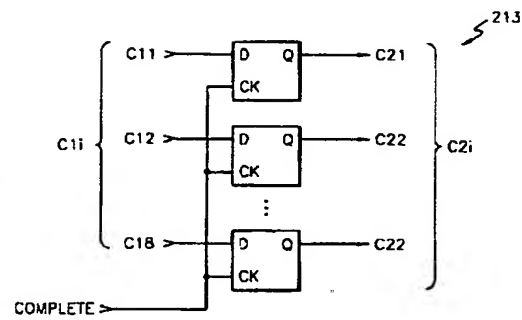 213
C11 D Q C21
CK
C1i C12 D Q C22 C2i
CK
C18 D Q C22
CK
COMPLETE